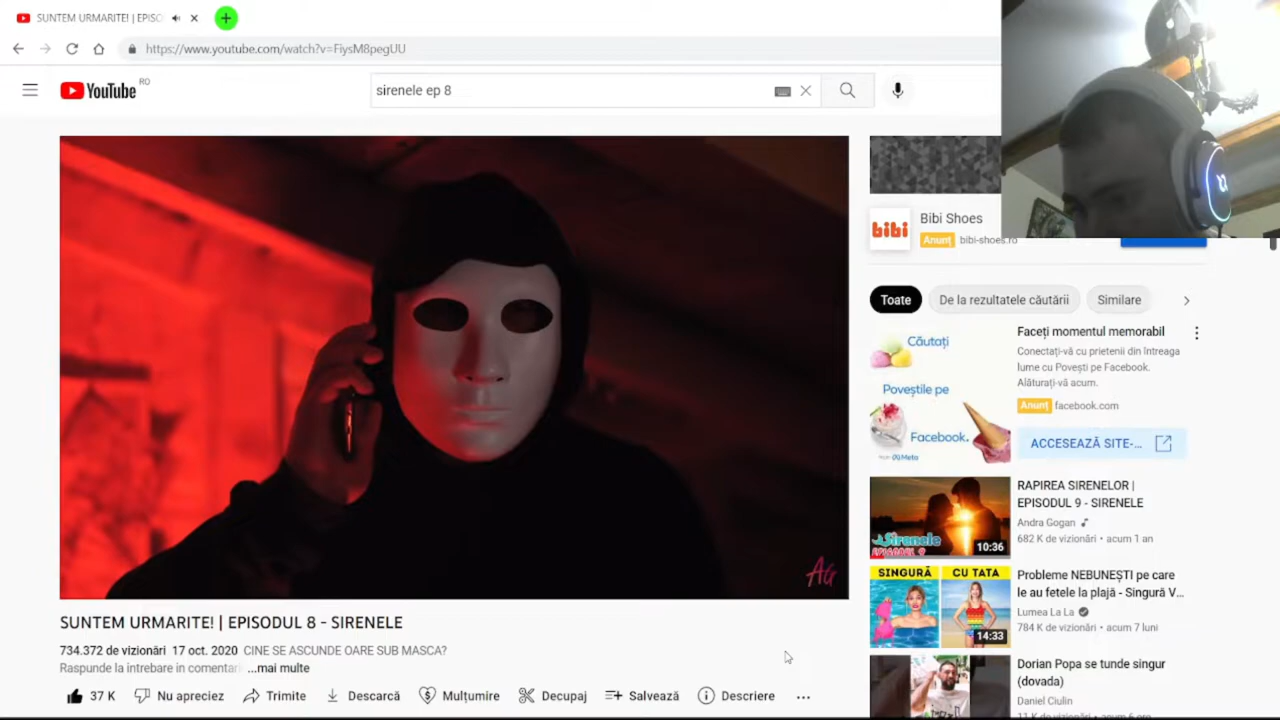 SUNTEM URMARITE! | EPISO
https://www.youtube.com/watch?v=FiysM8pegUU
YouTube RO
sirenele ep 8
AG
SUNTEM URMARITE! | EPISODUL 8 - SIRENELE
734.372 de vizionări 17 oct. 2020 CINE SE ASCUNDE OARE SUB MASCA?
Raspunde la intrebare in comentar ...mai multe
37 K Nu apreciez Trimite Descarcă Mulțumire Decupaj Salvează Descriere
bibi
Bibi Shoes
Anunț bibi-shoes.ro
Toate De la rezultatele căutării Similare
Căutați
Poveștile pe
Facebook.
Meta
Faceți momentul memorabil
Conectați-vă cu prietenii din întreaga
lume cu Povești pe Facebook.
Alăturați-vă acum.
Anunț facebook.com
ACCESEAZĂ SITE-...
Sirenele
EPISODUL 9
10:36
RAPIREA SIRENELOR |
EPISODUL 9 - SIRENELE
Andra Gogan
682 K de vizionări • acum 1 an
SINGURĂ CU TATA
14:33
Probleme NEBUNEȘTI pe care
le au fetele la plajă - Singură V...
Lumea La La
784 K de vizionări • acum 7 luni
Dorian Popa se tunde singur
(dovada)
Daniel Ciulin